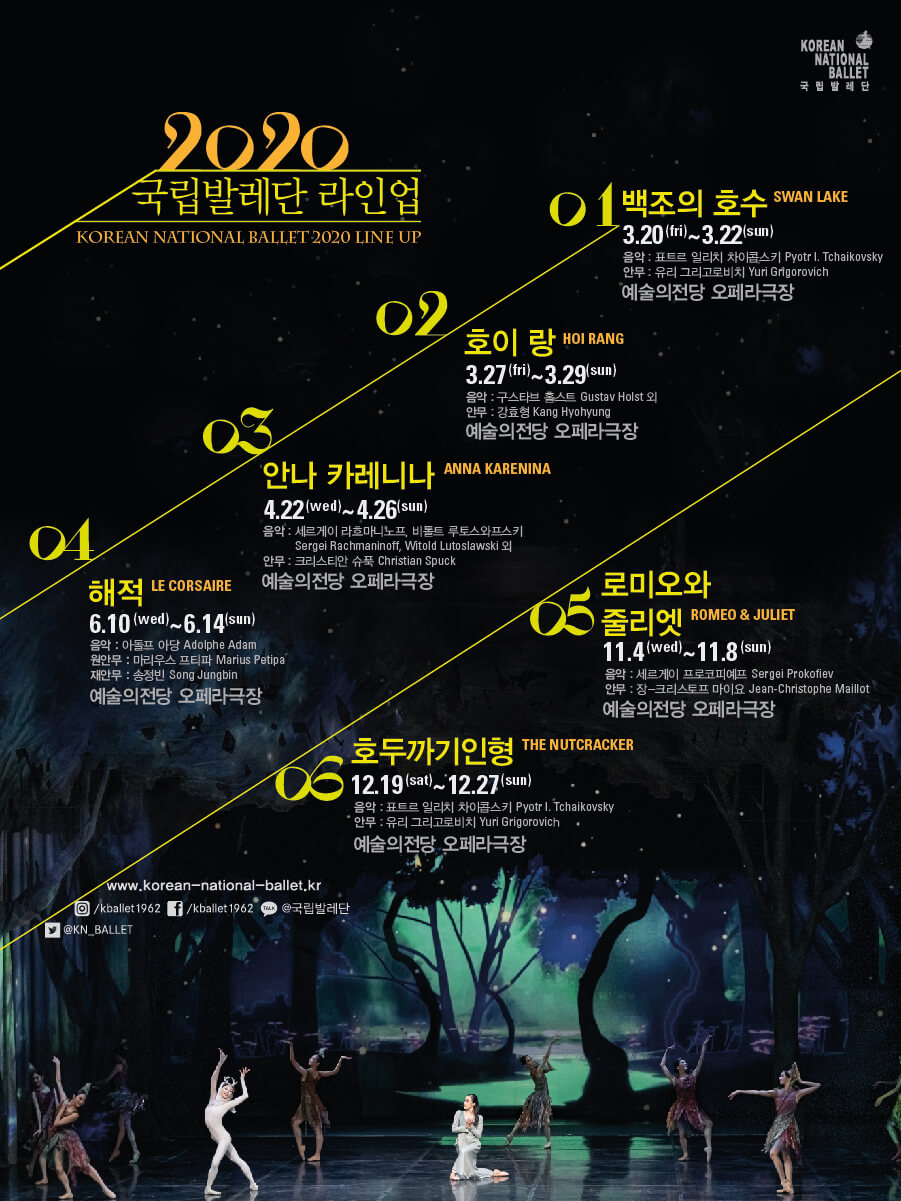 KOREAN
NATIONAL
BALLET
국립발레단
2020
국립발레단 라인업
KOREAN NATIONAL BALLET 2020 LINE UP
01 백조의 호수 SWAN LAKE
3.20(fri)~3.22(sun)
음악 : 표트르 일리치 차이콥스키 Pyotr I. Tchaikovsky
안무 : 유리 그리고로비치 Yuri Grigorovich
예술의전당 오페라극장
02
호이 랑 HOI RANG
3.27(fri)~3.29(sun)
음악 : 구스타브 홀스트 Gustav Holst 외
안무 : 강효형 Kang Hyohyung
예술의전당 오페라극장
03
안나 카레니나 ANNA KARENINA
4.22(wed)~4.26(sun)
음악 : 세르게이 라흐마니노프, 비톨트 루토스와프스키
Sergei Rachmaninoff, Witold Lutoslawski 외
안무 : 크리스티안 슈푹 Christian Spuck
예술의전당 오페라극장
04
해적 LE CORSAIRE
6.10(wed)~6.14(sun)
음악 : 아돌프 아당 Adolphe Adam
원안무 : 마리우스 프티파 Marius Petipa
재안무 : 송정빈 Song Jungbin
예술의전당 오페라극장
05 로미오와
줄리엣 ROMEO & JULIET
11.4(wed)~11.8(sun)
음악 : 세르게이 프로코피예프 Sergei Prokofiev
안무 : 장-크리스토프 마이요 Jean-Christophe Maillot
예술의전당 오페라극장
06 호두까기인형 THE NUTCRACKER
12.19(sat)~12.27(sun)
음악 : 표트르 일리치 차이콥스키 Pyotr I. Tchaikovsky
안무 : 유리 그리고로비치 Yuri Grigorovich
예술의전당 오페라극장
www.korean-national-ballet.kr
/kballet1962 /kballet1962 TALK @국립발레단
@KN_BALLET